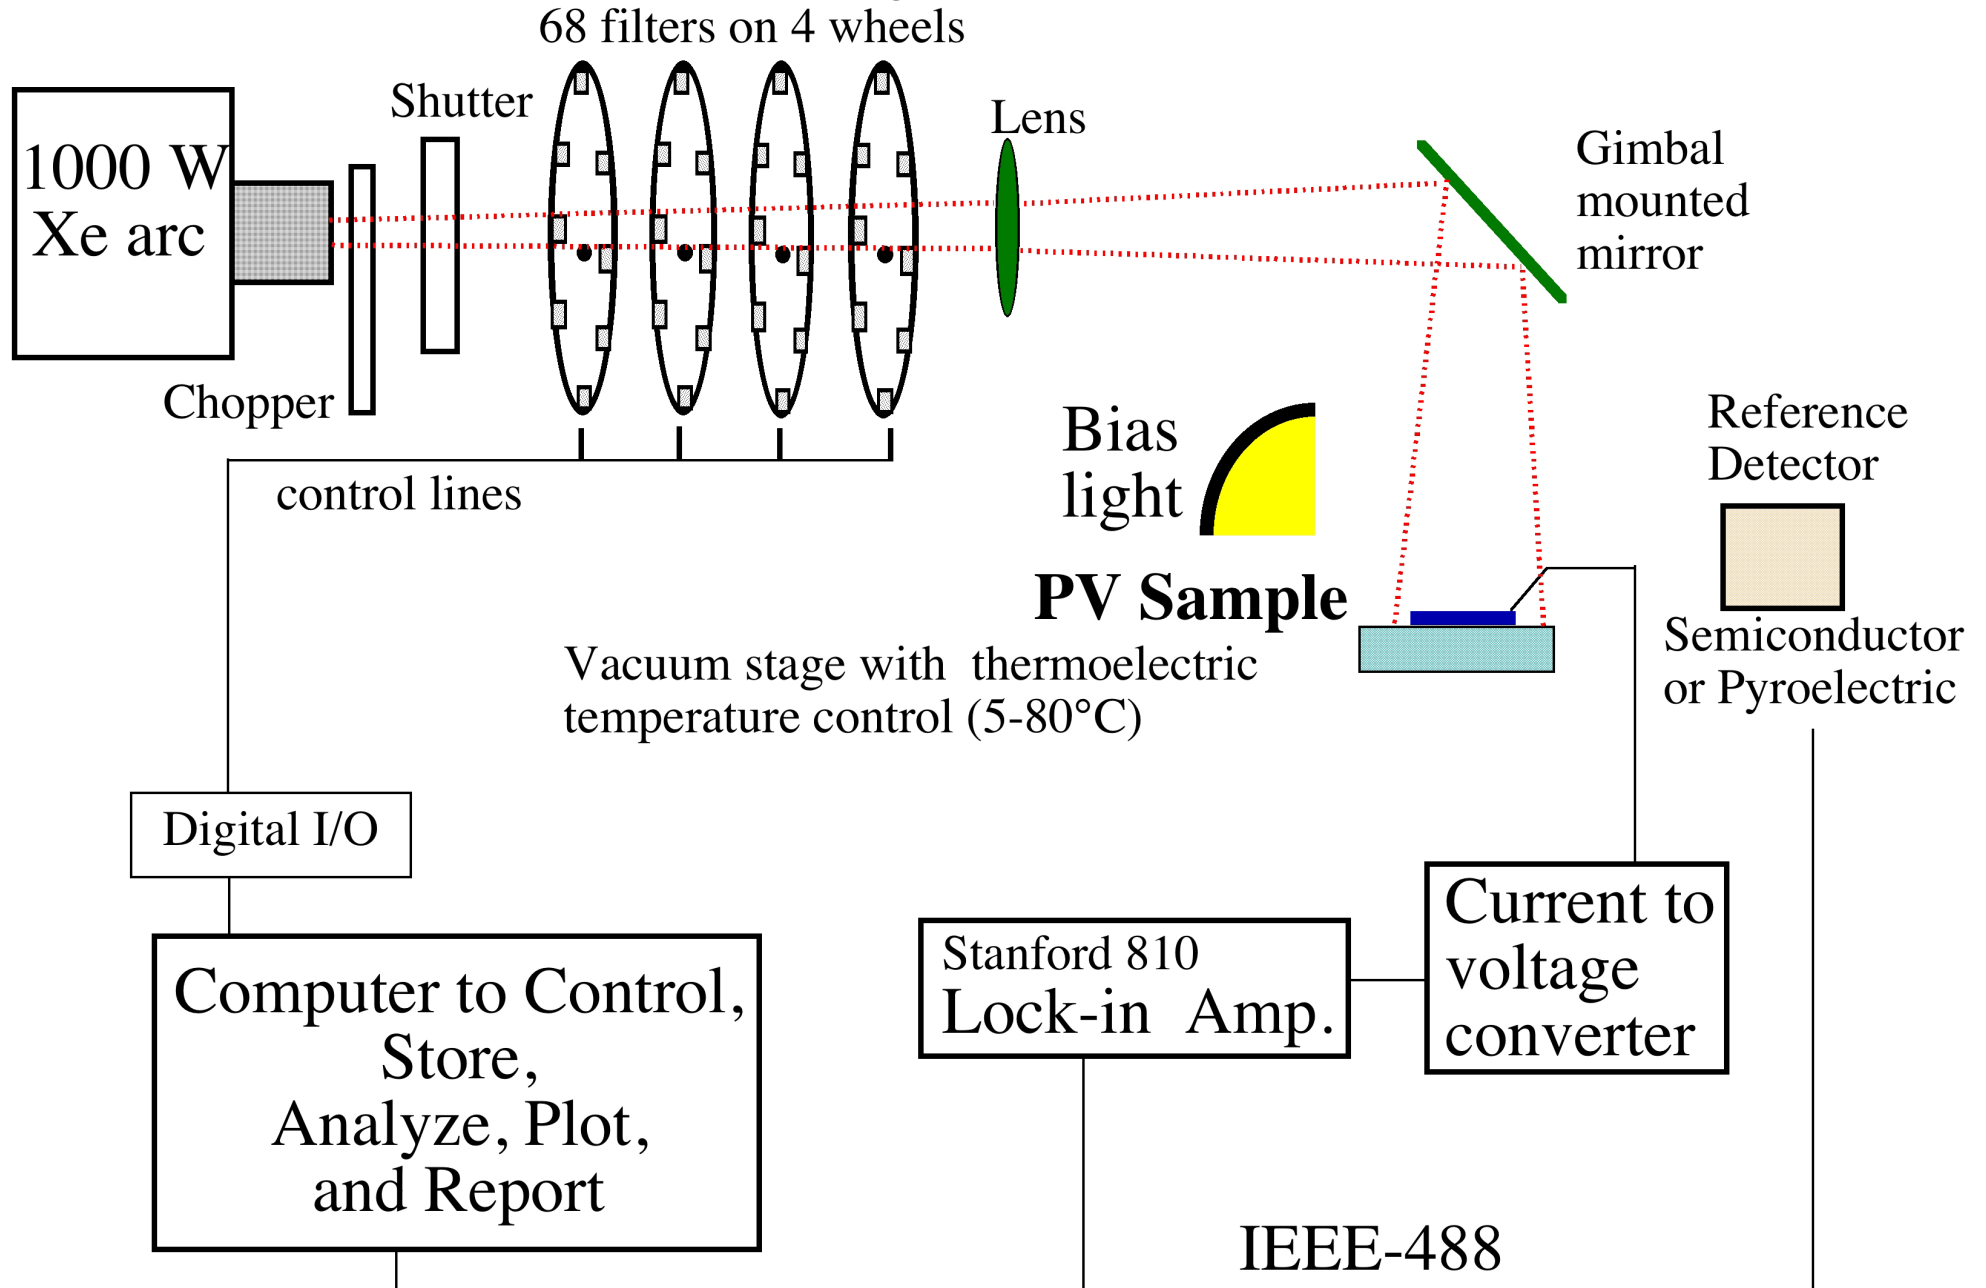 68 filters on 4 wheels
Shutter
Lens
1000 W
Xe arc
Gimbal
mounted
mirror
Chopper
control lines
Bias
light
Reference
Detector
PV Sample
Semiconductor
or Pyroelectric
Vacuum stage with thermoelectric
temperature control (5-80°C)
Digital I/O
Current to
voltage
converter
Stanford 810
Lock-in Amp.
Computer to Control,
Store,
Analyze, Plot,
and Report
IEEE-488